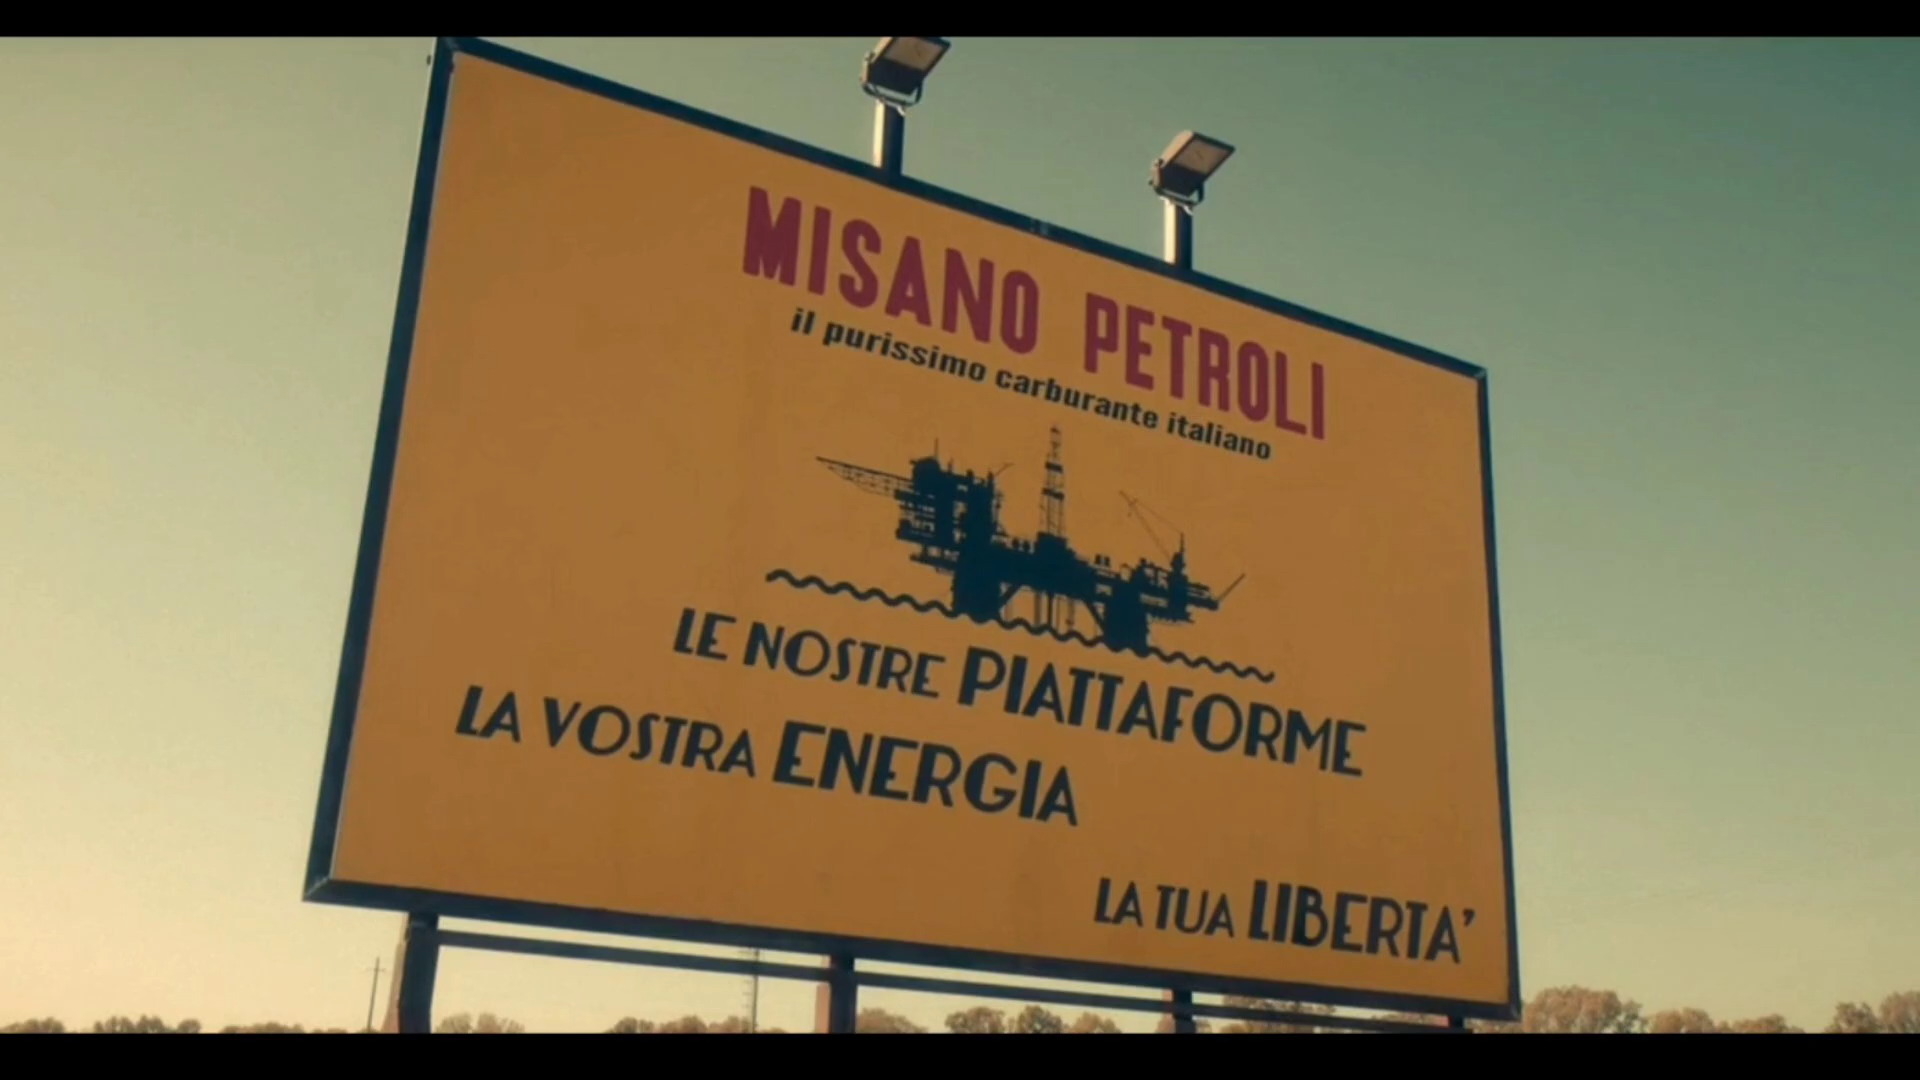 MISANO PETROLI
il purissimo carburante italiano
LE NOSTRE PIATTAFORME
LA VOSTRA ENERGIA
LA TUA LIBERTA'